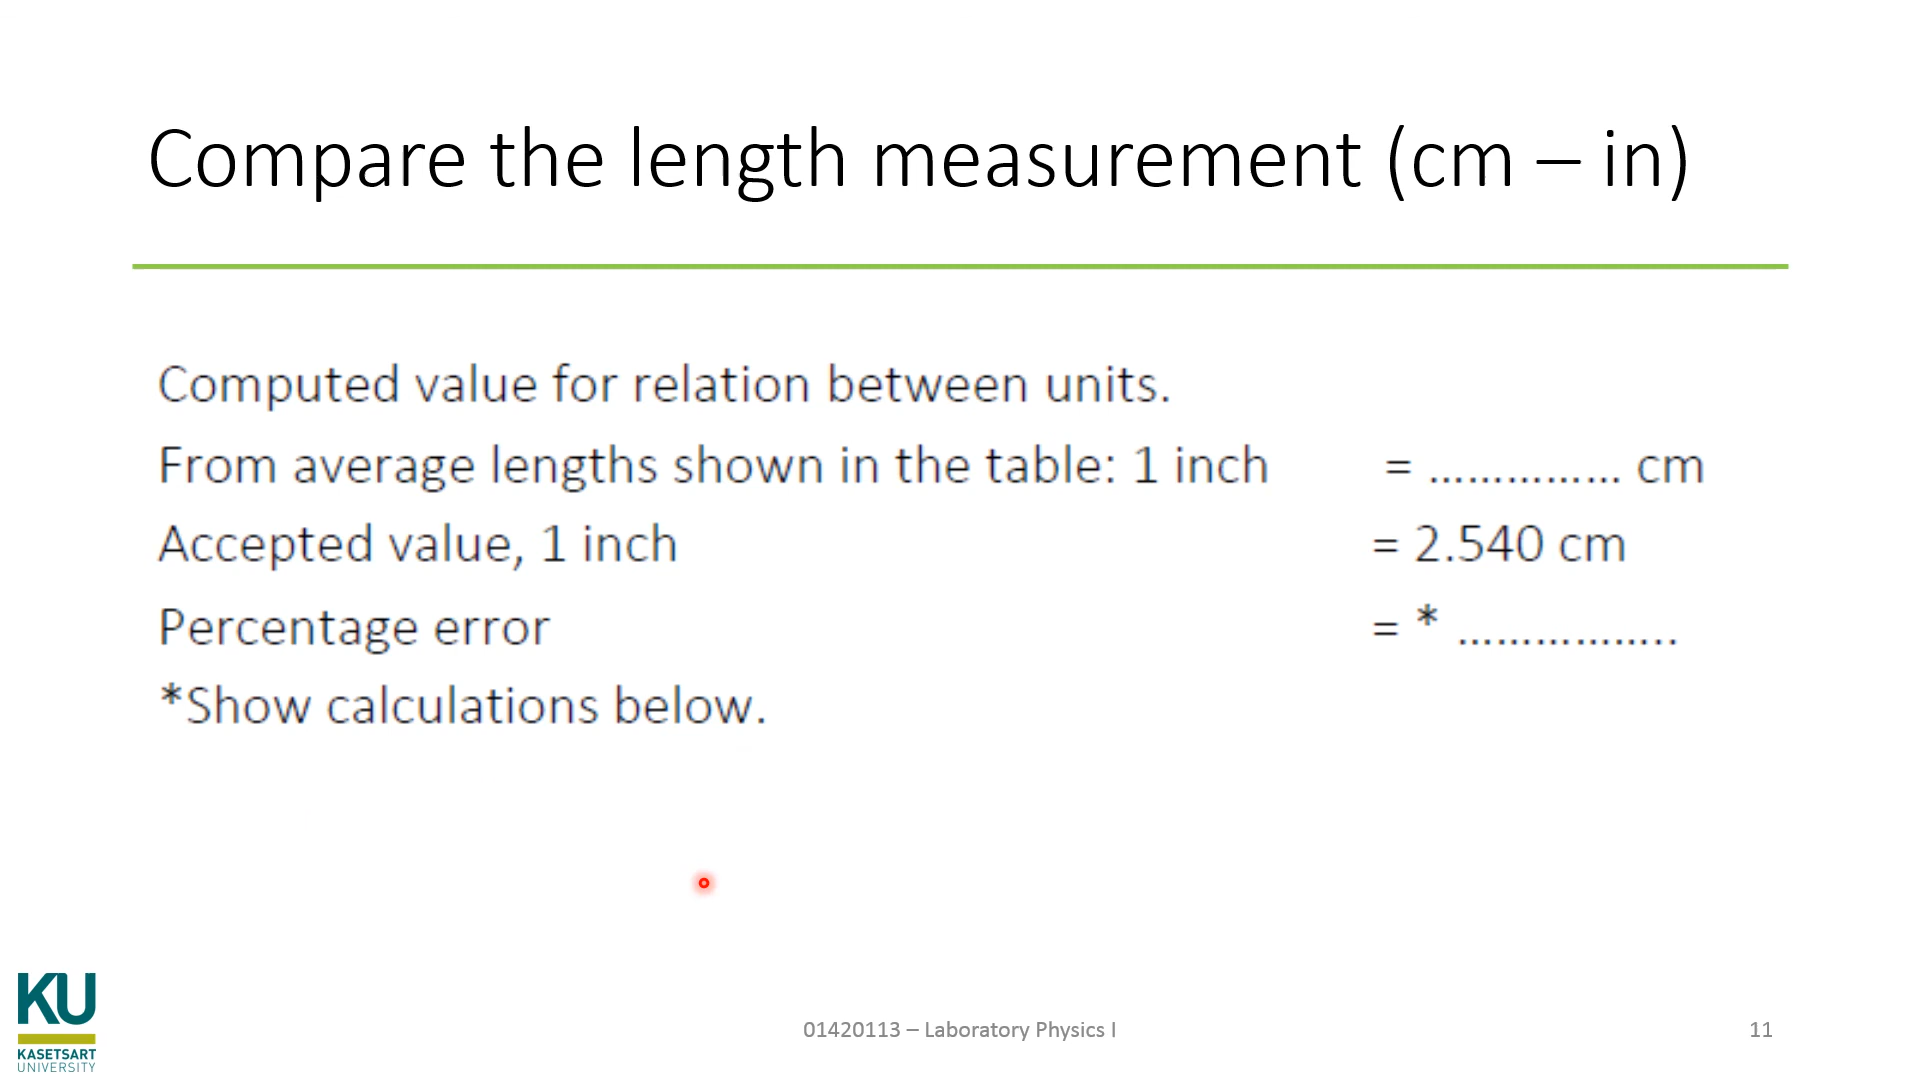 Compare the length measurement (cm – in)
Computed value for relation between units.
From average lengths shown in the table: 1 inch = …………… cm
Accepted value, 1 inch = 2.540 cm
Percentage error = * ……………..
*Show calculations below.
KU
KASETSART
UNIVERSITY
01420113 – Laboratory Physics I
11